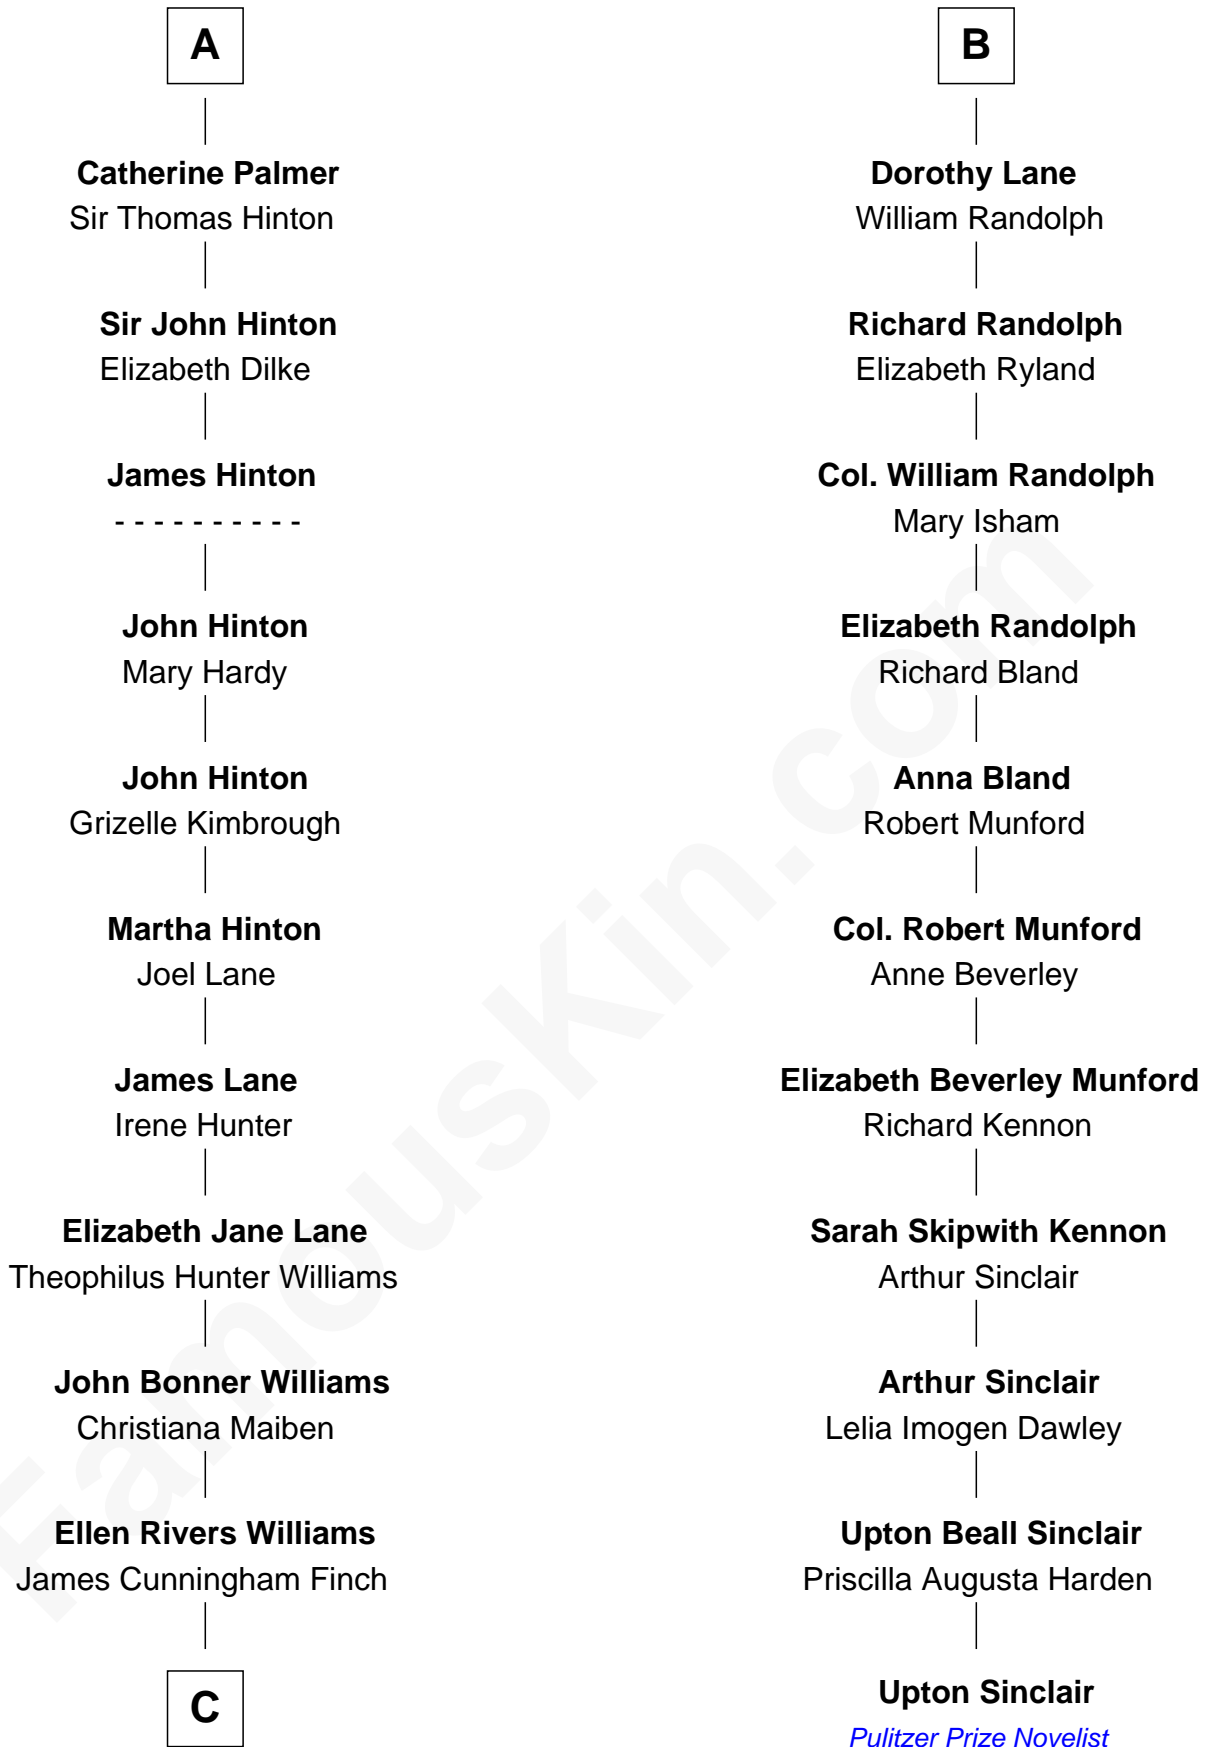 A
Catherine Palmer
Sir Thomas Hinton
Sir John Hinton
Elizabeth Dilke
James Hinton
- - - - - - - - - -
John Hinton
Mary Hardy
John Hinton
Grizelle Kimbrough
Martha Hinton
Joel Lane
James Lane
Irene Hunter
Elizabeth Jane Lane
Theophilus Hunter Williams
John Bonner Williams
Christiana Maiben
Ellen Rivers Williams
James Cunningham Finch
C
B
Dorothy Lane
William Randolph
Richard Randolph
Elizabeth Ryland
Col. William Randolph
Mary Isham
Elizabeth Randolph
Richard Bland
Anna Bland
Robert Munford
Col. Robert Munford
Anne Beverley
Elizabeth Beverley Munford
Richard Kennon
Sarah Skipwith Kennon
Arthur Sinclair
Arthur Sinclair
Lelia Imogen Dawley
Upton Beall Sinclair
Priscilla Augusta Harden
Upton Sinclair
Pulitzer Prize Novelist
FamousKin.com